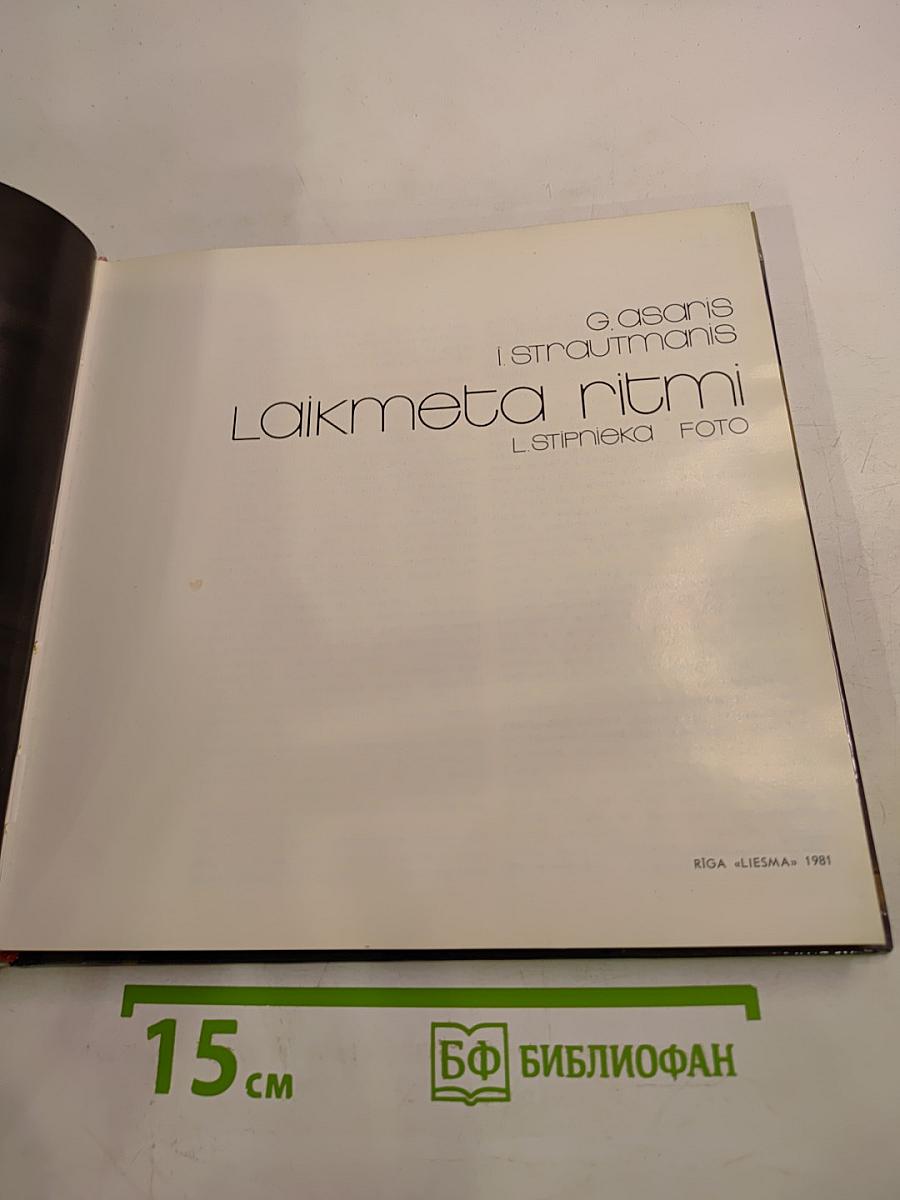 G. asaris
I. Strautmanis
Laikmeta ritmi
L. Stipnieka FOTO
RĪGA «LIESMA» 1981
15 см
БФ БИБЛИОФАН